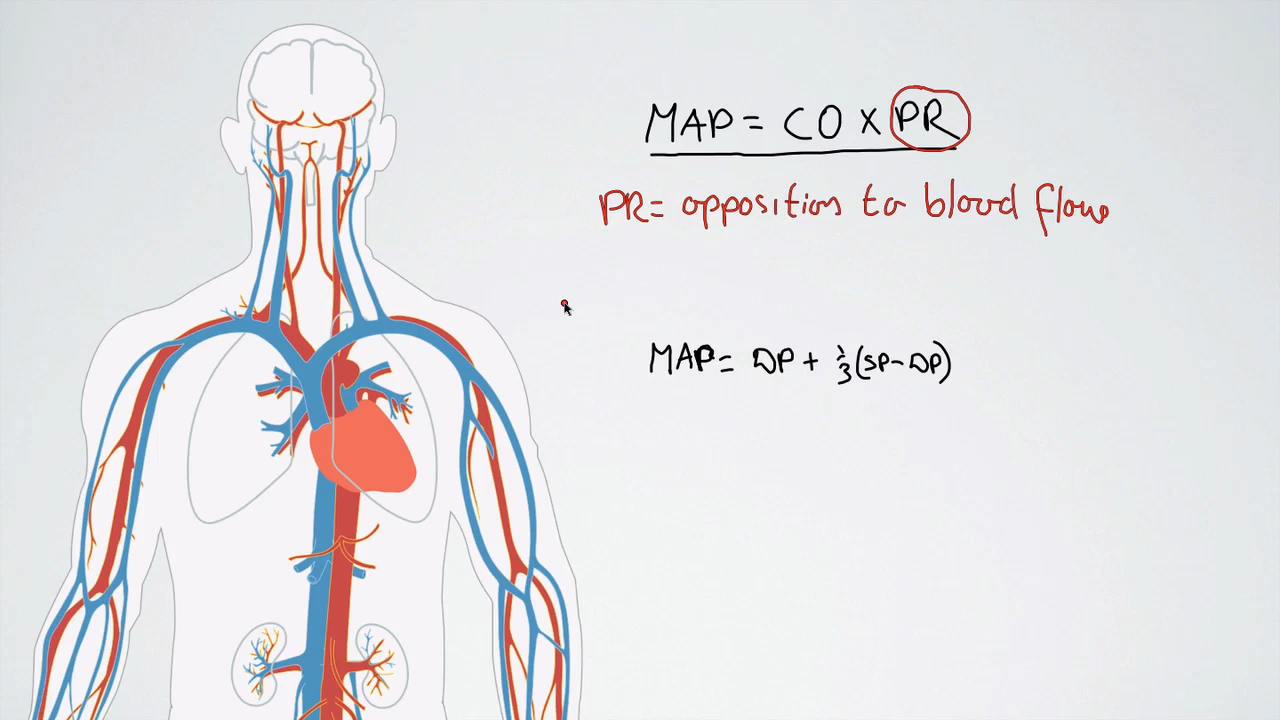 MAP = CO X PR
PR= opposition to blood flow
MAP= DP + 1/3(SP-DP)